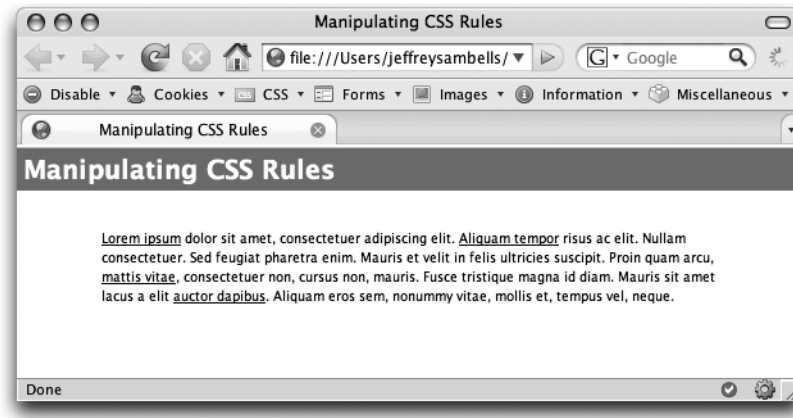 Manipulating CSS Rules
file:///Users/jeffreysambells/
G Google
Disable Cookies CSS Forms Images Information Miscellaneous
Manipulating CSS Rules
Manipulating CSS Rules
Lorem ipsum dolor sit amet, consectetuer adipiscing elit. Aliquam tempor risus ac elit. Nullam
consectetuer. Sed feugiat pharetra enim. Mauris et velit in felis ultricies suscipit. Proin quam arcu,
mattis vitae, consectetuer non, cursus non, mauris. Fusce tristique magna id diam. Mauris sit amet
lacus a elit auctor dapibus. Aliquam eros sem, nonummy vitae, mollis et, tempus vel, neque.
Done